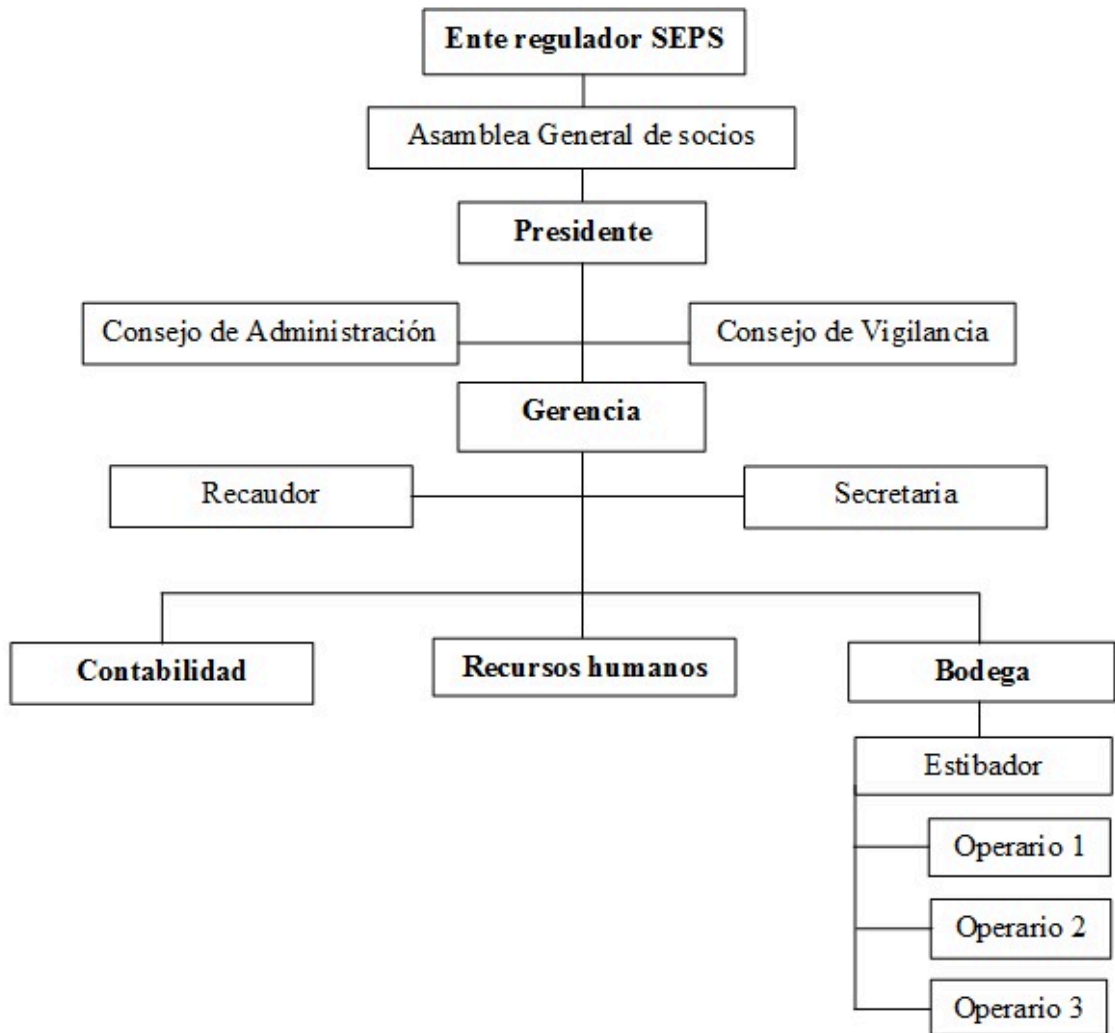 Ente regulador SEPS
Asamblea General de socios
Presidente
Consejo de Administración
Consejo de Vigilancia
Gerencia
Recaudor
Secretaria
Contabilidad
Recursos humanos
Bodega
Estibador
Operario 1
Operario 2
Operario 3